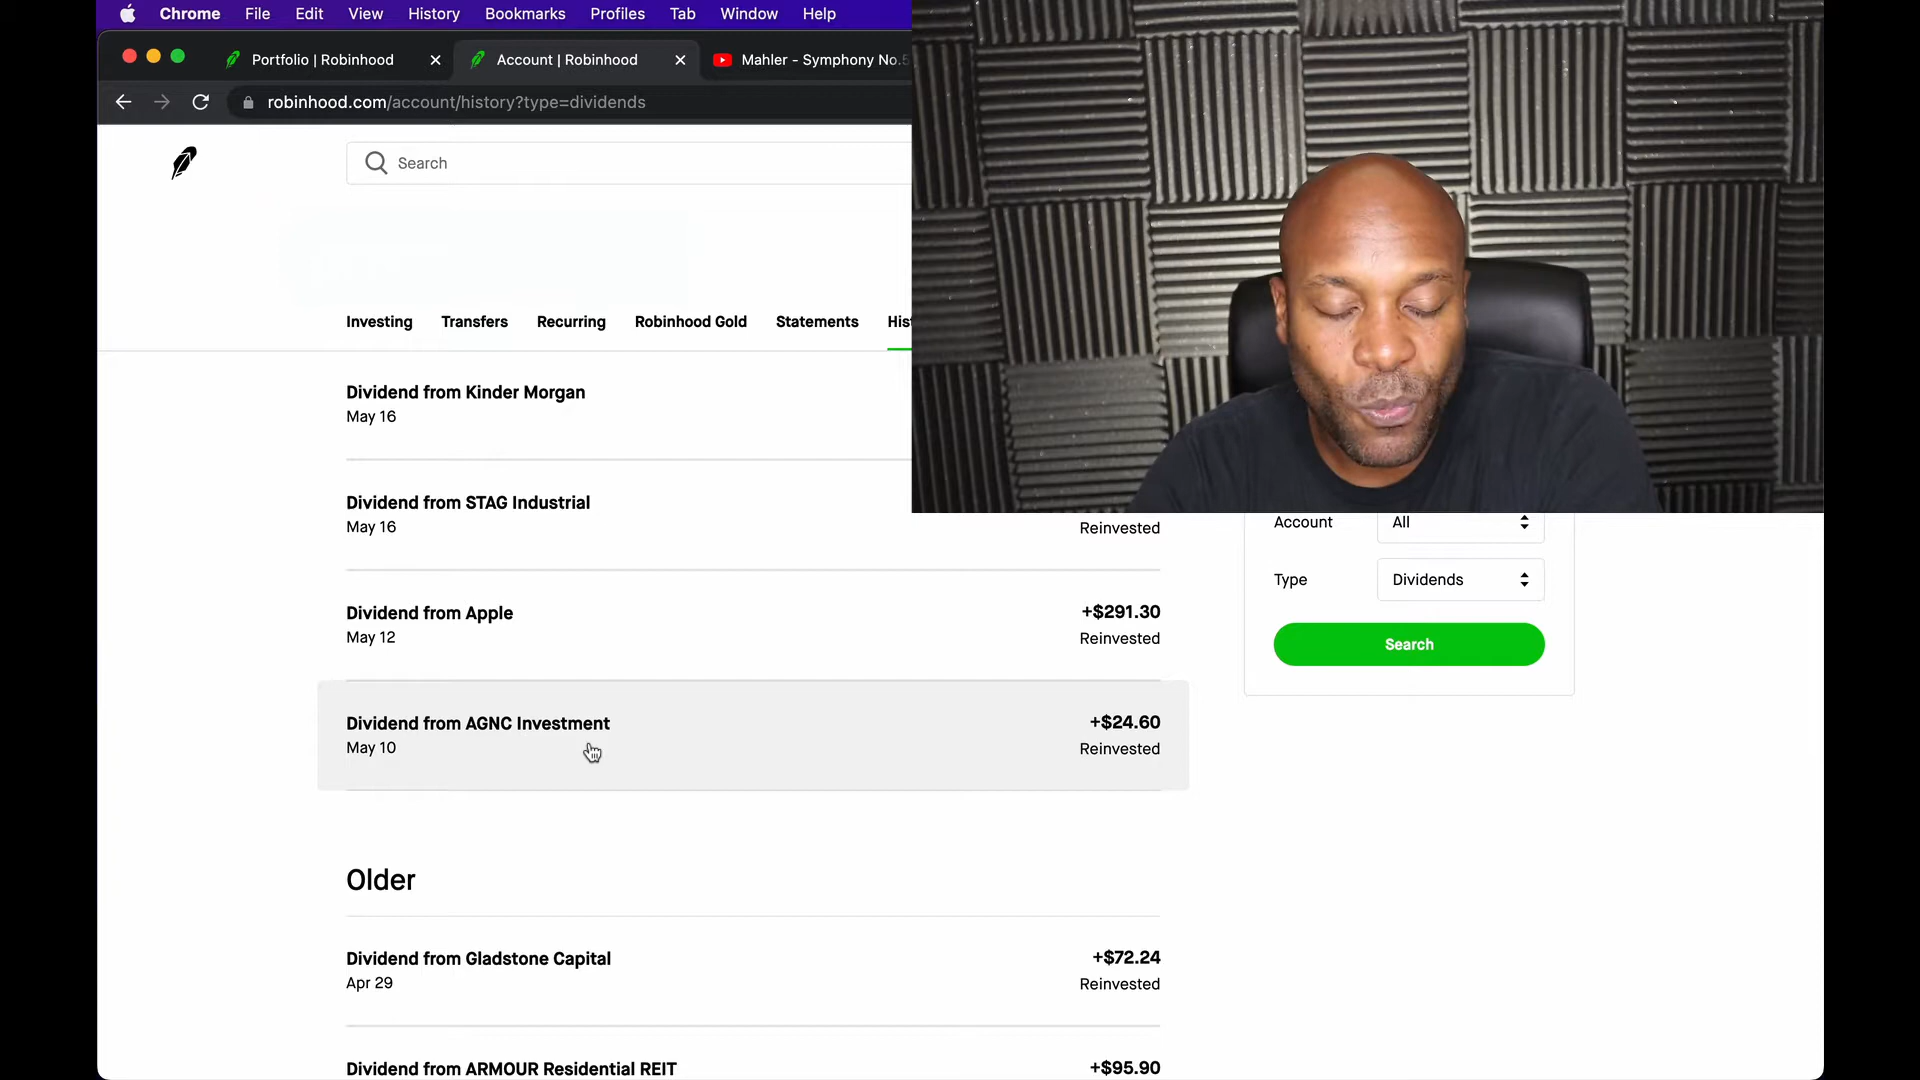 Chrome File Edit View History Bookmarks Profiles Tab Window Help
Portfolio | Robinhood
Account | Robinhood
Mahler - Symphony No.5
robinhood.com/account/history?type=dividends
Search
Investing Transfers Recurring Robinhood Gold Statements
Dividend from Kinder Morgan
May 16
Dividend from STAG Industrial
May 16
Reinvested
Account All
Type Dividends
Search
Dividend from Apple +$291.30
May 12 Reinvested
Dividend from AGNC Investment +$24.60
May 10 Reinvested
Older
Dividend from Gladstone Capital +$72.24
Apr 29 Reinvested
Dividend from ARMOUR Residential REIT +$95.90